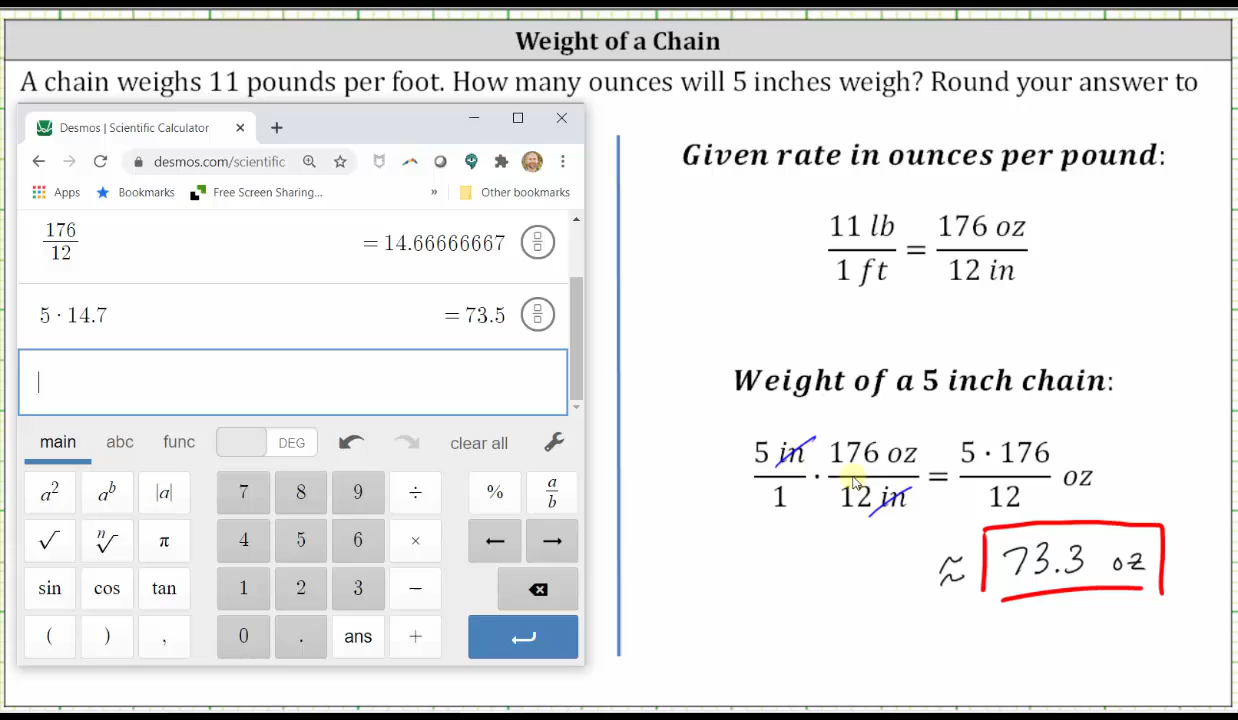 Weight of a Chain
A chain weighs 11 pounds per foot. How many ounces will 5 inches weigh? Round your answer to
Desmos | Scientific Calculator
desmos.com/scientific
Apps Bookmarks Free Screen Sharing... » Other bookmarks
176
12
= 14.66666667
5 · 14.7 = 73.5
main abc func DEG clear all
a² aᵇ |a| 7 8 9 ÷ % a/b
√ ⁿ√ π 4 5 6 × ← →
sin cos tan 1 2 3 −
( ) , 0 . ans +
Given rate in ounces per pound:
11 lb / 1 ft = 176 oz / 12 in
Weight of a 5 inch chain:
5 in / 1 · 176 oz / 12 in = 5 · 176 / 12 oz
≈ 73.3 oz